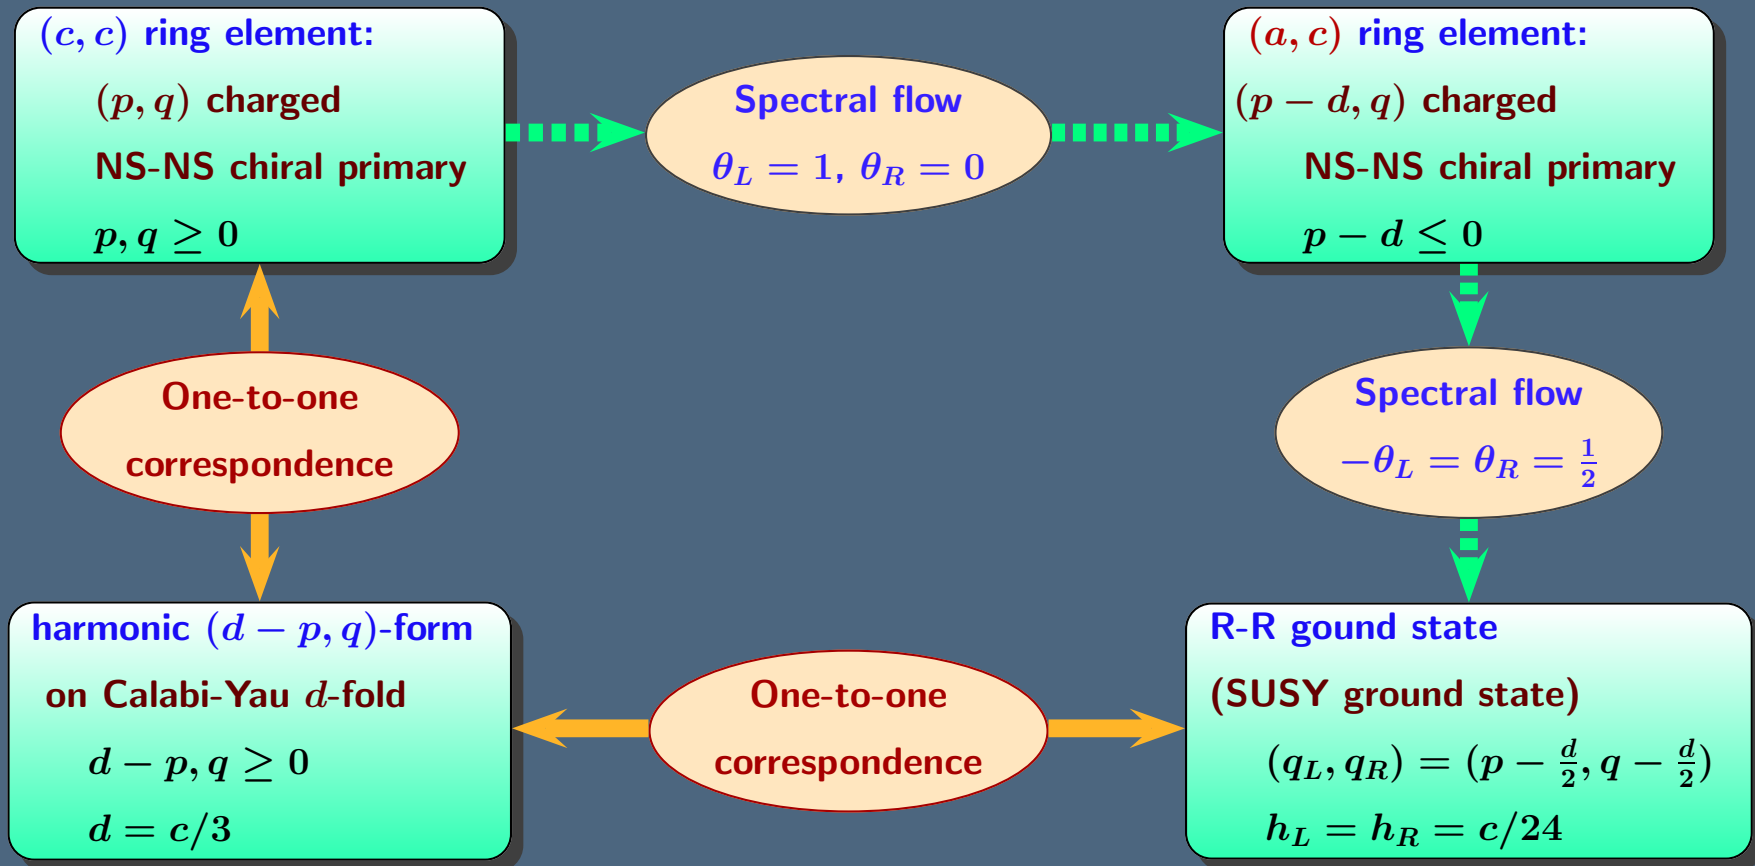 (c, c) ring element:
(p, q) charged
NS-NS chiral primary
p, q ≥ 0
Spectral flow
θ_L = 1, θ_R = 0
(a, c) ring element:
(p − d, q) charged
NS-NS chiral primary
p − d ≤ 0
One-to-one
correspondence
Spectral flow
−θ_L = θ_R = 1/2
harmonic (d − p, q)-form
on Calabi-Yau d-fold
d − p, q ≥ 0
d = c/3
One-to-one
correspondence
R-R gound state
(SUSY ground state)
(q_L, q_R) = (p − d/2, q − d/2)
h_L = h_R = c/24